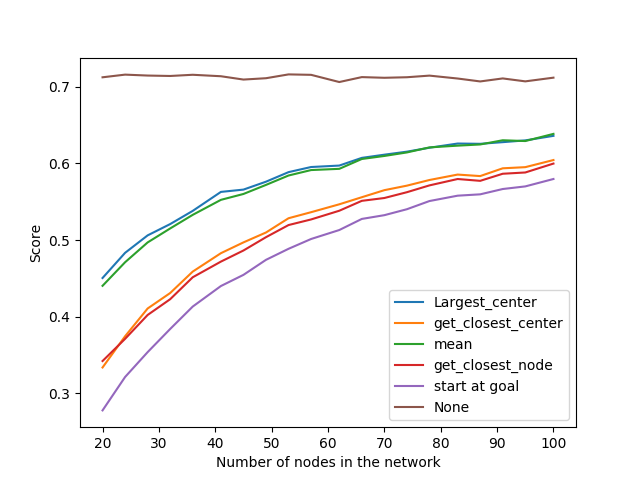 0.7
0.6
0.5
0.4
0.3
Score
Largest_center
get_closest_center
mean
get_closest_node
start at goal
None
20 30 40 50 60 70 80 90 100
Number of nodes in the network